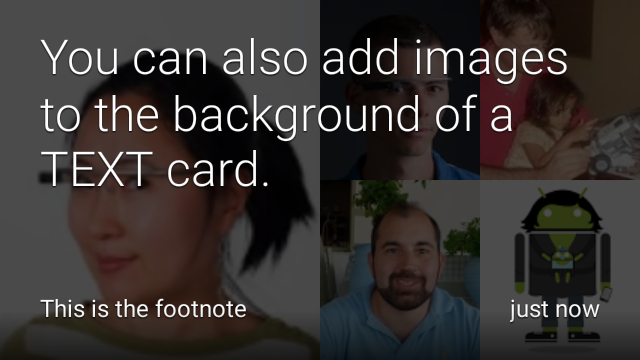 You can also add images
to the background of a
TEXT card.
This is the footnote
just now